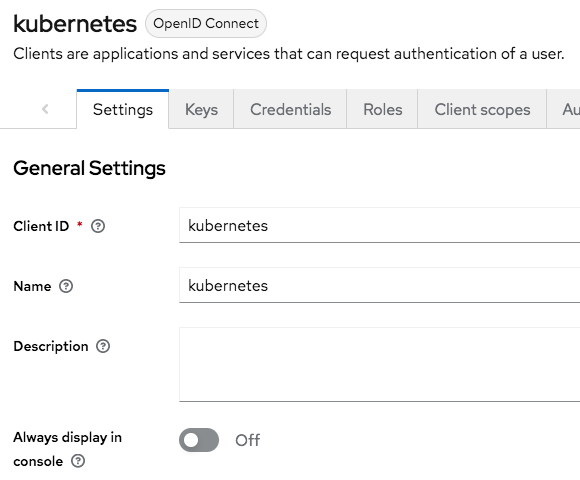 kubernetes OpenID Connect
Clients are applications and services that can request authentication of a user.
Settings Keys Credentials Roles Client scopes Au
General Settings
Client ID * kubernetes
Name kubernetes
Description
Always display in
console
Off